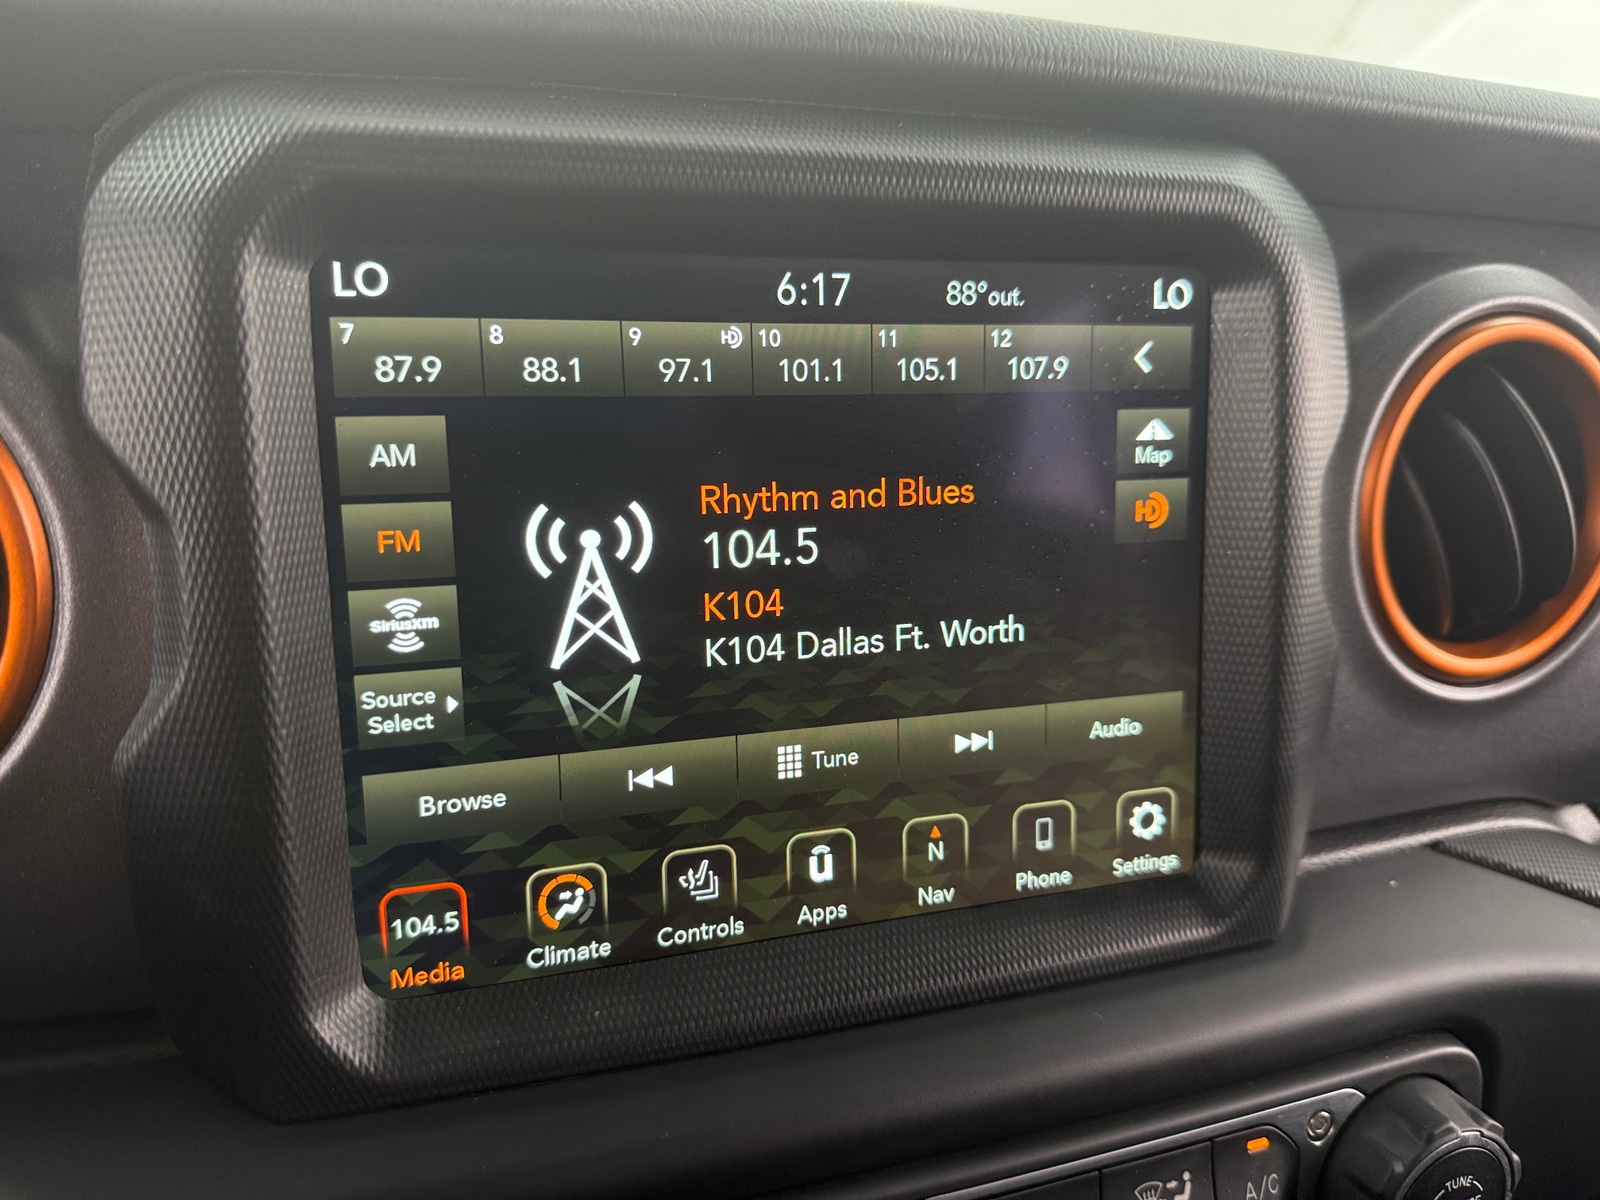 LO 6:17 88°out. LO
7 8 9 HD 10 11 12
87.9 88.1 97.1 101.1 105.1 107.9
AM
Map
Rhythm and Blues
HD
104.5
FM
K104
SiriusXm
K104 Dallas Ft. Worth
Source
Select
Browse Tune Audio
104.5 N
Media Climate Controls Apps Nav Phone Settings
A/C
TUNE